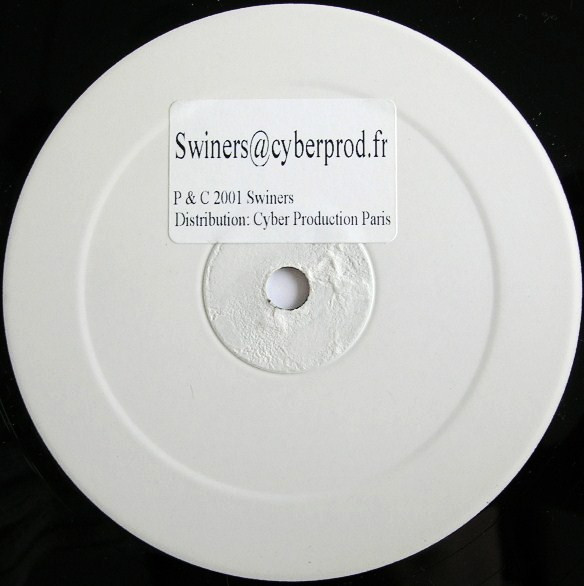 Swiners@cyberprod.fr
P & C 2001 Swiners
Distribution: Cyber Production Paris